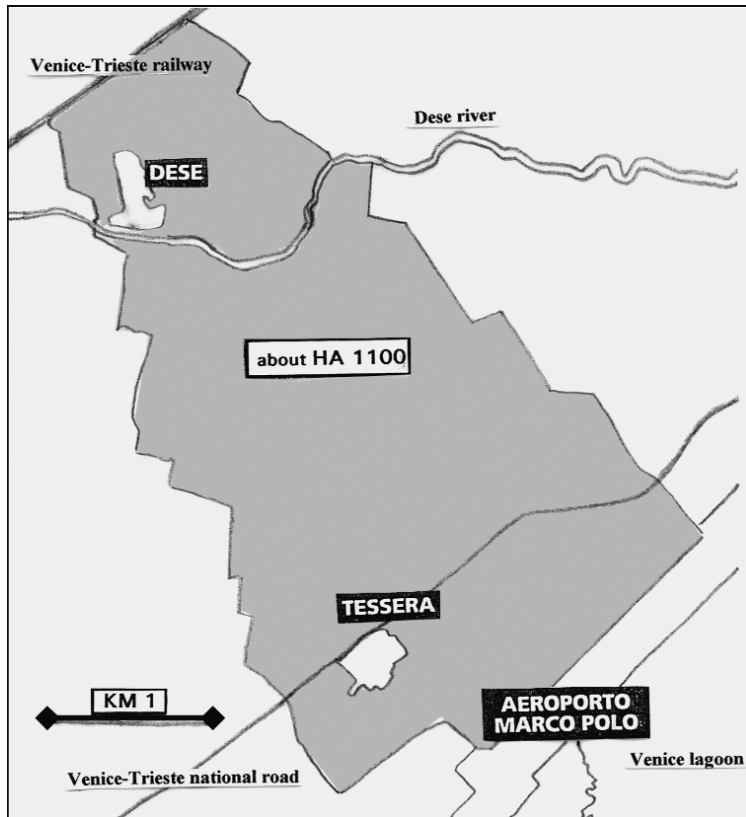 Venice-Trieste railway
Dese river
DESE
about HA 1100
TESSERA
KM 1
AEROPORTO
MARCO POLO
Venice-Trieste national road
Venice lagoon